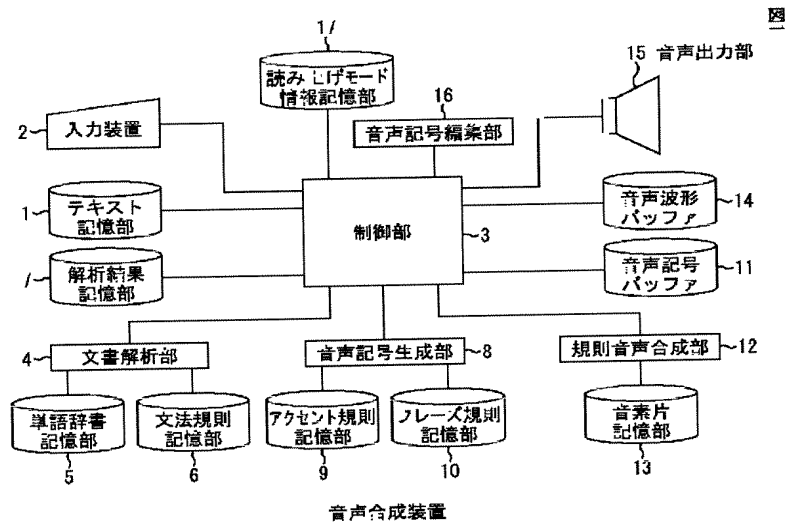 図一
17
読み上げモード
情報記憶部
15 音声出力部
16
音声記号編集部
2
入力装置
1
テキスト
記憶部
制御部
3
音声波形
バッファ
14
7
解析結果
記憶部
音声記号
バッファ
11
4
文書解析部
音声記号生成部
8
規則音声合成部
12
単語辞書
記憶部
文法規則
記憶部
アクセント規則
記憶部
フレーズ規則
記憶部
音素片
記憶部
5
6
9
10
13
音声合成装置